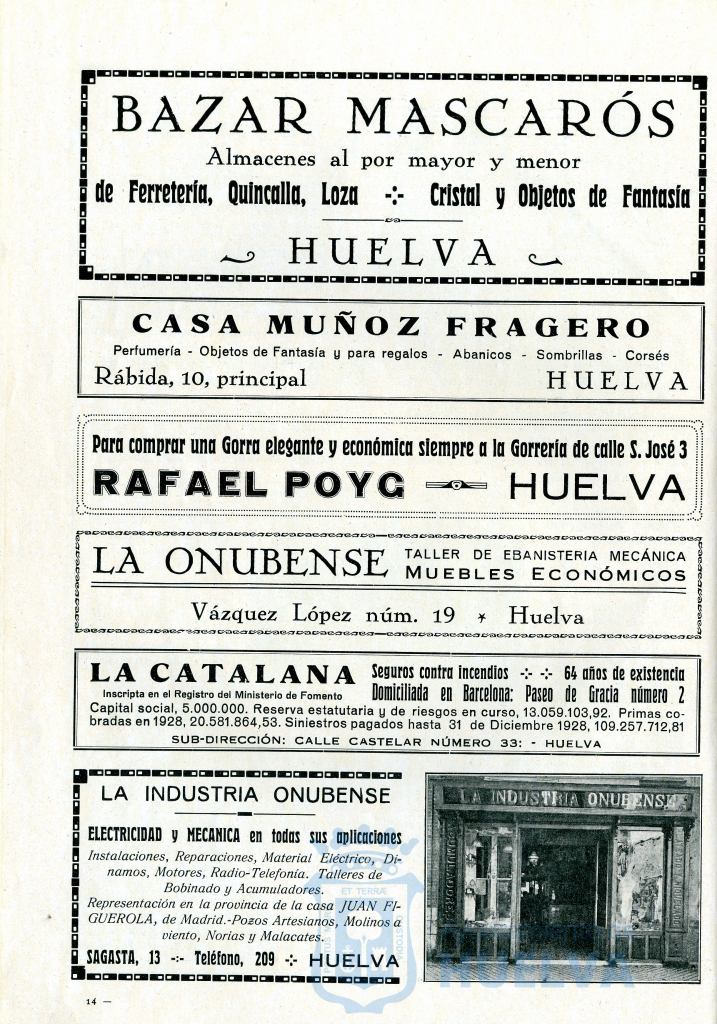 BAZAR MASCARÓS
Almacenes al por mayor y menor
de Ferretería, Quincalla, Loza -:- Cristal y Objetos de Fantasía
HUELVA
CASA MUÑOZ FRAGERO
Perfumería - Objetos de Fantasía y para regalos - Abanicos - Sombrillas - Corsés
Rábida, 10, principal HUELVA
Para comprar una Gorra elegante y económica siempre a la Gorrería de calle S. José 3
RAFAEL POYG HUELVA
LA ONUBENSE TALLER DE EBANISTERIA MECÁNICA
MUEBLES ECONÓMICOS
Vázquez López núm. 19 * Huelva
LA CATALANA Seguros contra incendios -:- -:- 64 años de existencia
Inscripta en el Registro del Ministerio de Fomento Domiciliada en Barcelona: Paseo de Gracia número 2
Capital social, 5.000.000. Reserva estatutaria y de riesgos en curso, 13.059.103,92. Primas co-
bradas en 1928, 20.581.864,53. Siniestros pagados hasta 31 de Diciembre 1928, 109.257.712,81
SUB-DIRECCIÓN: CALLE CASTELAR NÚMERO 33: - HUELVA
LA INDUSTRIA ONUBENSE
ELECTRICIDAD y MECANICA en todas sus aplicaciones
Instalaciones, Reparaciones, Material Eléctrico, Di-
namos, Motores, Radio-Telefonía. Talleres de
Bobinado y Acumuladores.
Representación en la provincia de la casa JUAN FI-
GUEROLA, de Madrid.-Pozos Artesianos, Molinos a
viento, Norias y Malacates.
SAGASTA, 13 -:- Teléfono, 209 -:- HUELVA
LA INDUSTRIA ONUBENSE
HUELVA
14 —